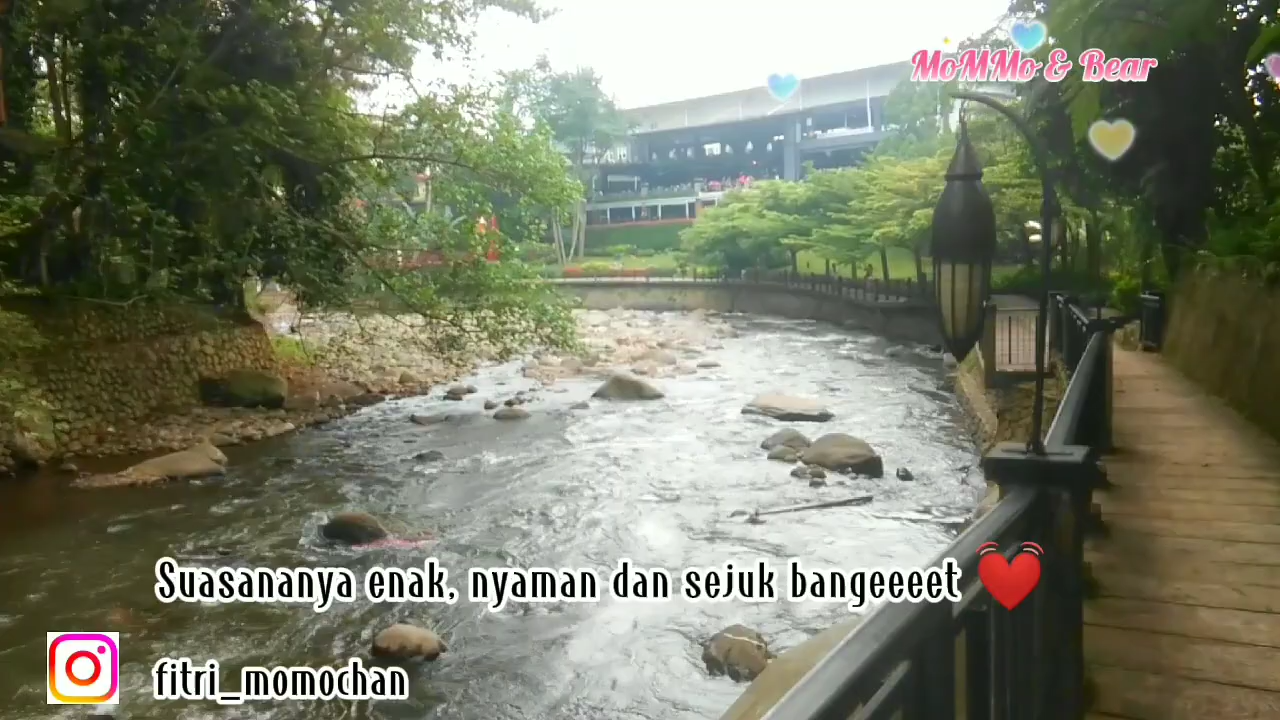 MoMMo & Bear
Suasananya enak, nyaman dan sejuk bangeeeet
fitri_momochan